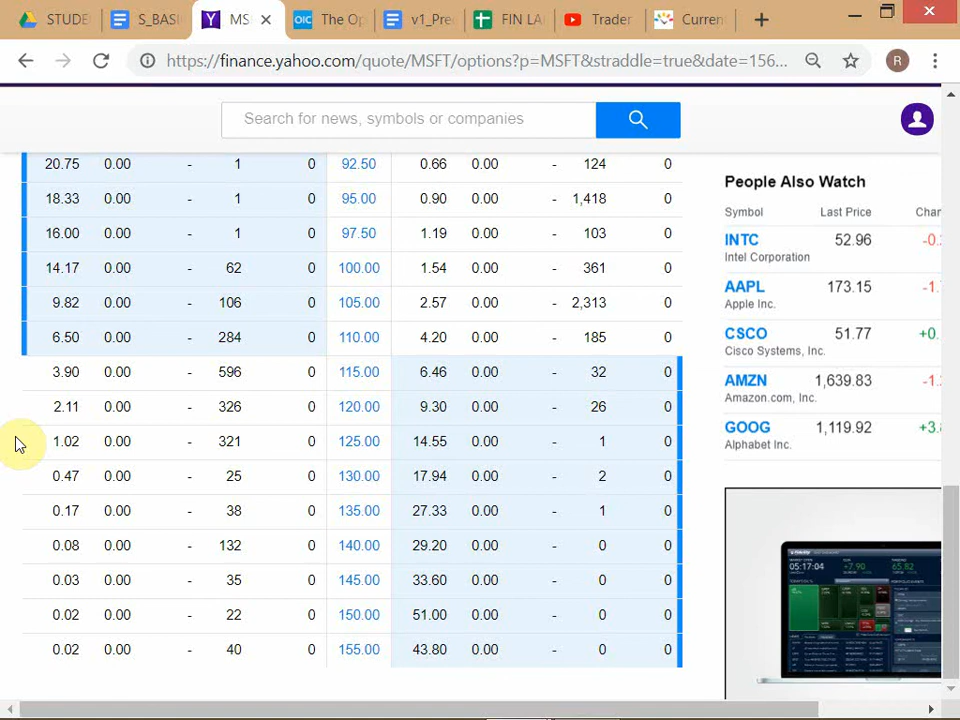 STUDE
S_BASI
MS
The Op
v1_Pre
FIN LA
Trader
Curren
https://finance.yahoo.com/quote/MSFT/options?p=MSFT&straddle=true&date=156...
R
Search for news, symbols or companies
20.75 0.00 - 1 0 92.50 0.66 0.00 - 124 0
18.33 0.00 - 1 0 95.00 0.90 0.00 - 1,418 0
16.00 0.00 - 1 0 97.50 1.19 0.00 - 103 0
14.17 0.00 - 62 0 100.00 1.54 0.00 - 361 0
9.82 0.00 - 106 0 105.00 2.57 0.00 - 2,313 0
6.50 0.00 - 284 0 110.00 4.20 0.00 - 185 0
3.90 0.00 - 596 0 115.00 6.46 0.00 - 32 0
2.11 0.00 - 326 0 120.00 9.30 0.00 - 26 0
1.02 0.00 - 321 0 125.00 14.55 0.00 - 1 0
0.47 0.00 - 25 0 130.00 17.94 0.00 - 2 0
0.17 0.00 - 38 0 135.00 27.33 0.00 - 1 0
0.08 0.00 - 132 0 140.00 29.20 0.00 - 0 0
0.03 0.00 - 35 0 145.00 33.60 0.00 - 0 0
0.02 0.00 - 22 0 150.00 51.00 0.00 - 0 0
0.02 0.00 - 40 0 155.00 43.80 0.00 - 0 0
People Also Watch
Symbol Last Price Char
INTC 52.96 -0.
Intel Corporation
AAPL 173.15 -1.
Apple Inc.
CSCO 51.77 +0.
Cisco Systems, Inc.
AMZN 1,639.83 -1.
Amazon.com, Inc.
GOOG 1,119.92 +3.
Alphabet Inc.
05:17:04
+7.90
65.82